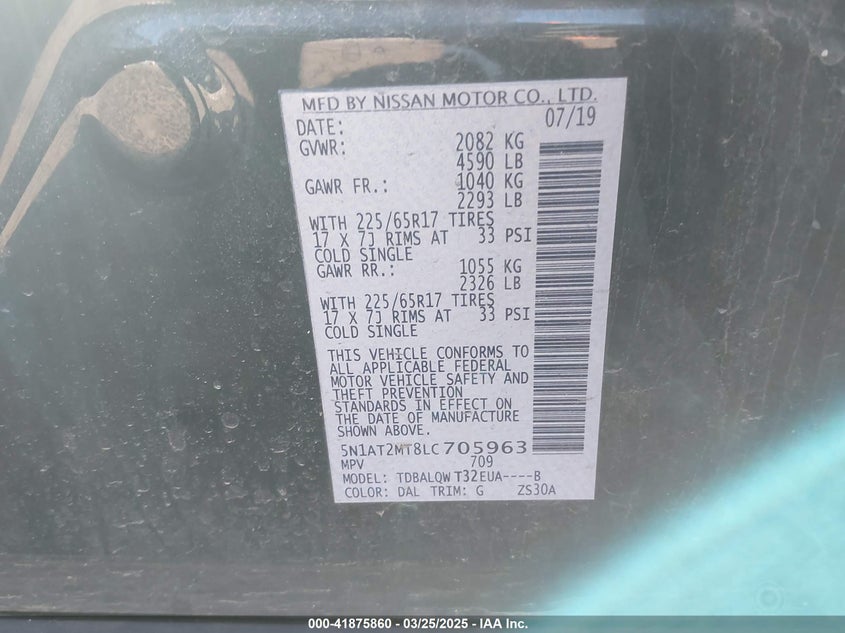 MFD BY NISSAN MOTOR CO., LTD.
DATE: 07/19
GVWR: 2082 KG
4590 LB
GAWR FR.: 1040 KG
2293 LB
WITH 225/65R17 TIRES
17 X 7J RIMS AT 33 PSI
COLD SINGLE
GAWR RR.: 1055 KG
2326 LB
WITH 225/65R17 TIRES
17 X 7J RIMS AT 33 PSI
COLD SINGLE
THIS VEHICLE CONFORMS TO
ALL APPLICABLE FEDERAL
MOTOR VEHICLE SAFETY AND
THEFT PREVENTION
STANDARDS IN EFFECT ON
THE DATE OF MANUFACTURE
SHOWN ABOVE.
5N1AT2MT8LC705963
MPV 709
MODEL: TDBALQW T32EUA----B
COLOR: DAL TRIM: G ZS30A
000-41875860 - 03/25/2025 - IAA Inc.